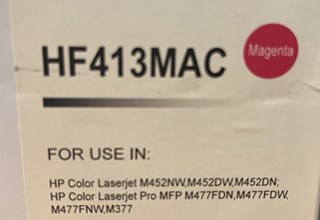 HF413MAC
Magenta
FOR USE IN:
HP Color Laserjet M452NW,M452DW,M452DN;
HP Color Laserjet Pro MFP M477FDN,M477FDW,
M477FNW,M377